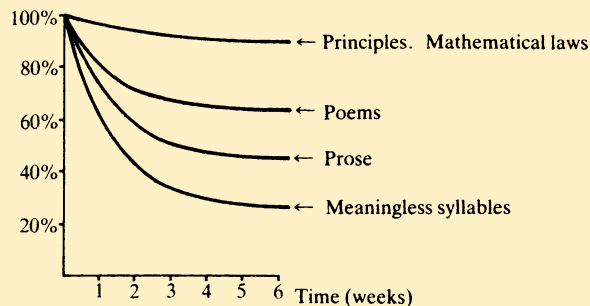 100%
Principles. Mathematical laws
80%
Poems
60%
Prose
40%
Meaningless syllables
20%
1 2 3 4 5 6 Time (weeks)